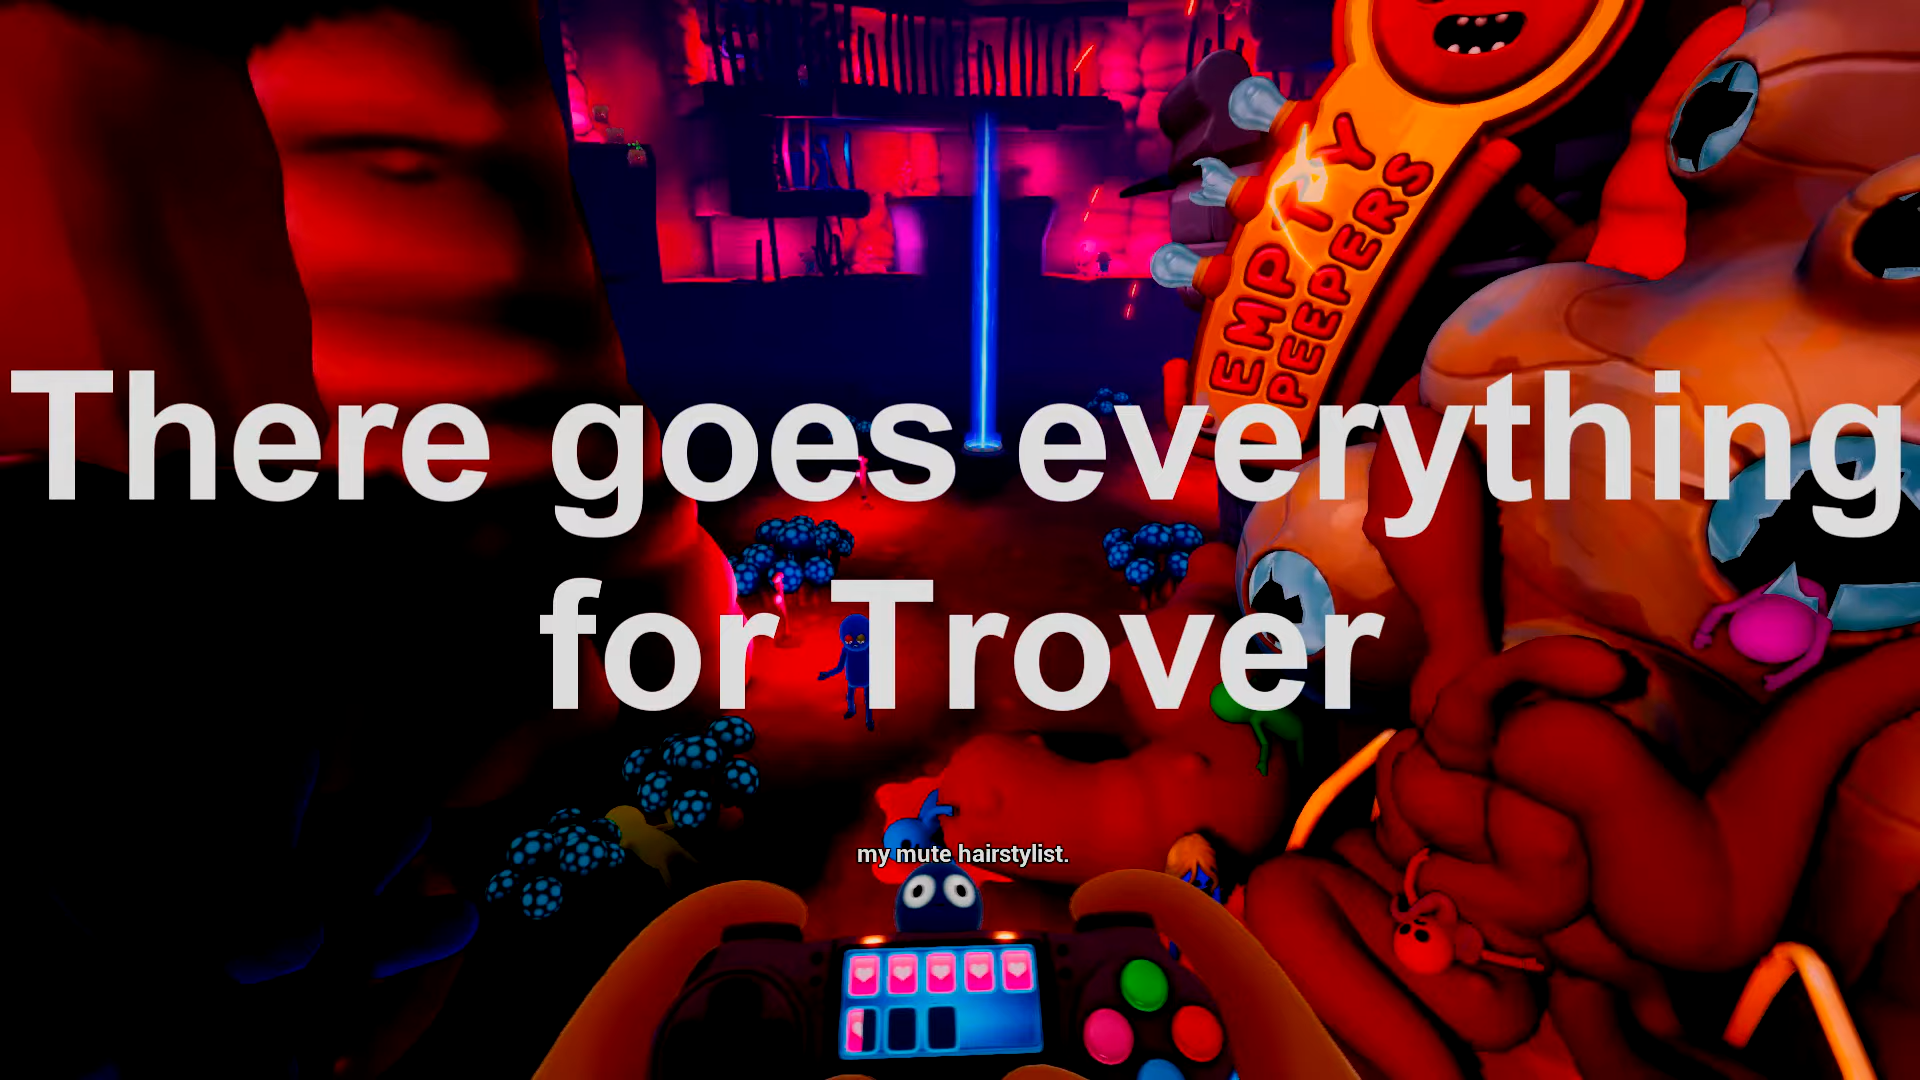 EMPTY
PEEPERS
There goes everything
for Trover
my mute hairstylist.